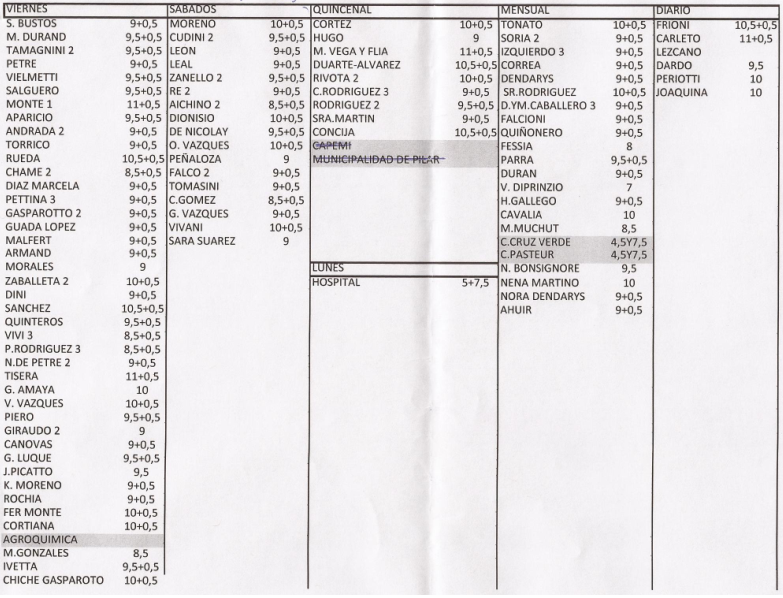 VIERNES
S. BUSTOS 9+0,5
M. DURAND 9,5+0,5
TAMAGNINI 2 9,5+0,5
PETRE 9+0,5
VIELMETTI 9,5+0,5
SALGUERO 9,5+0,5
MONTE 1 11+0,5
APARICIO 9,5+0,5
ANDRADA 2 9+0,5
TORRICO 9+0,5
RUEDA 10,5+0,5
CHAME 2 8,5+0,5
DIAZ MARCELA 9+0,5
PETTINA 3 9+0,5
GASPAROTTO 2 9+0,5
GUADA LOPEZ 9+0,5
MALFERT 9+0,5
ARMAND 9+0,5
MORALES 9
ZABALLETA 2 10+0,5
DINI 9+0,5
SANCHEZ 10,5+0,5
QUINTEROS 9,5+0,5
VIVI 3 8,5+0,5
P.RODRIGUEZ 3 8,5+0,5
N.DE PETRE 2 9+0,5
TISERA 11+0,5
G. AMAYA 10
V. VAZQUES 10+0,5
PIERO 9,5+0,5
GIRAUDO 2 9
CANOVAS 9+0,5
G. LUQUE 9,5+0,5
J.PICATTO 9,5
K. MORENO 9+0,5
ROCHIA 9+0,5
FER MONTE 10+0,5
CORTIANA 10+0,5
AGROQUIMICA
M.GONZALES 8,5
IVETTA 9,5+0,5
CHICHE GASPAROTO 10+0,5
SABADOS
MORENO 10+0,5
CUDINI 2 9,5+0,5
LEON 9+0,5
LEAL 9+0,5
ZANELLO 2 9,5+0,5
RE 2 9+0,5
AICHINO 2 8,5+0,5
DIONISIO 10+0,5
DE NICOLAY 9,5+0,5
O. VAZQUES 10+0,5
PEÑALOZA 9
FALCO 2 9+0,5
TOMASINI 9+0,5
C.GOMEZ 8,5+0,5
G. VAZQUES 9+0,5
VIVANI 10+0,5
SARA SUAREZ 9
QUINCENAL
CORTEZ 10+0,5
HUGO 9
M. VEGA Y FLIA 11+0,5
DUARTE-ALVAREZ 10,5+0,5
RIVOTA 2 10+0,5
C.RODRIGUEZ 3 9+0,5
RODRIGUEZ 2 9,5+0,5
SRA.MARTIN 9+0,5
CONCIJA 10,5+0,5
CAPEMI
MUNICIPALIDAD DE PILAR
LUNES
HOSPITAL 5+7,5
MENSUAL
TONATO 10+0,5
SORIA 2 9+0,5
IZQUIERDO 3 9+0,5
CORREA 9+0,5
DENDARYS 9+0,5
SR.RODRIGUEZ 10+0,5
D.YM.CABALLERO 3 9+0,5
FALCIONI 9+0,5
QUIÑONERO 9+0,5
FESSIA 8
PARRA 9,5+0,5
DURAN 9+0,5
V. DIPRINZIO 7
H.GALLEGO 9+0,5
CAVALIA 10
M.MUCHUT 8,5
C.CRUZ VERDE 4,5Y7,5
C.PASTEUR 4,5Y7,5
N. BONSIGNORE 9,5
NENA MARTINO 10
NORA DENDARYS 9+0,5
AHUIR 9+0,5
DIARIO
FRIONI 10,5+0,5
CARLETO 11+0,5
LEZCANO
DARDO 9,5
PERIOTTI 10
JOAQUINA 10